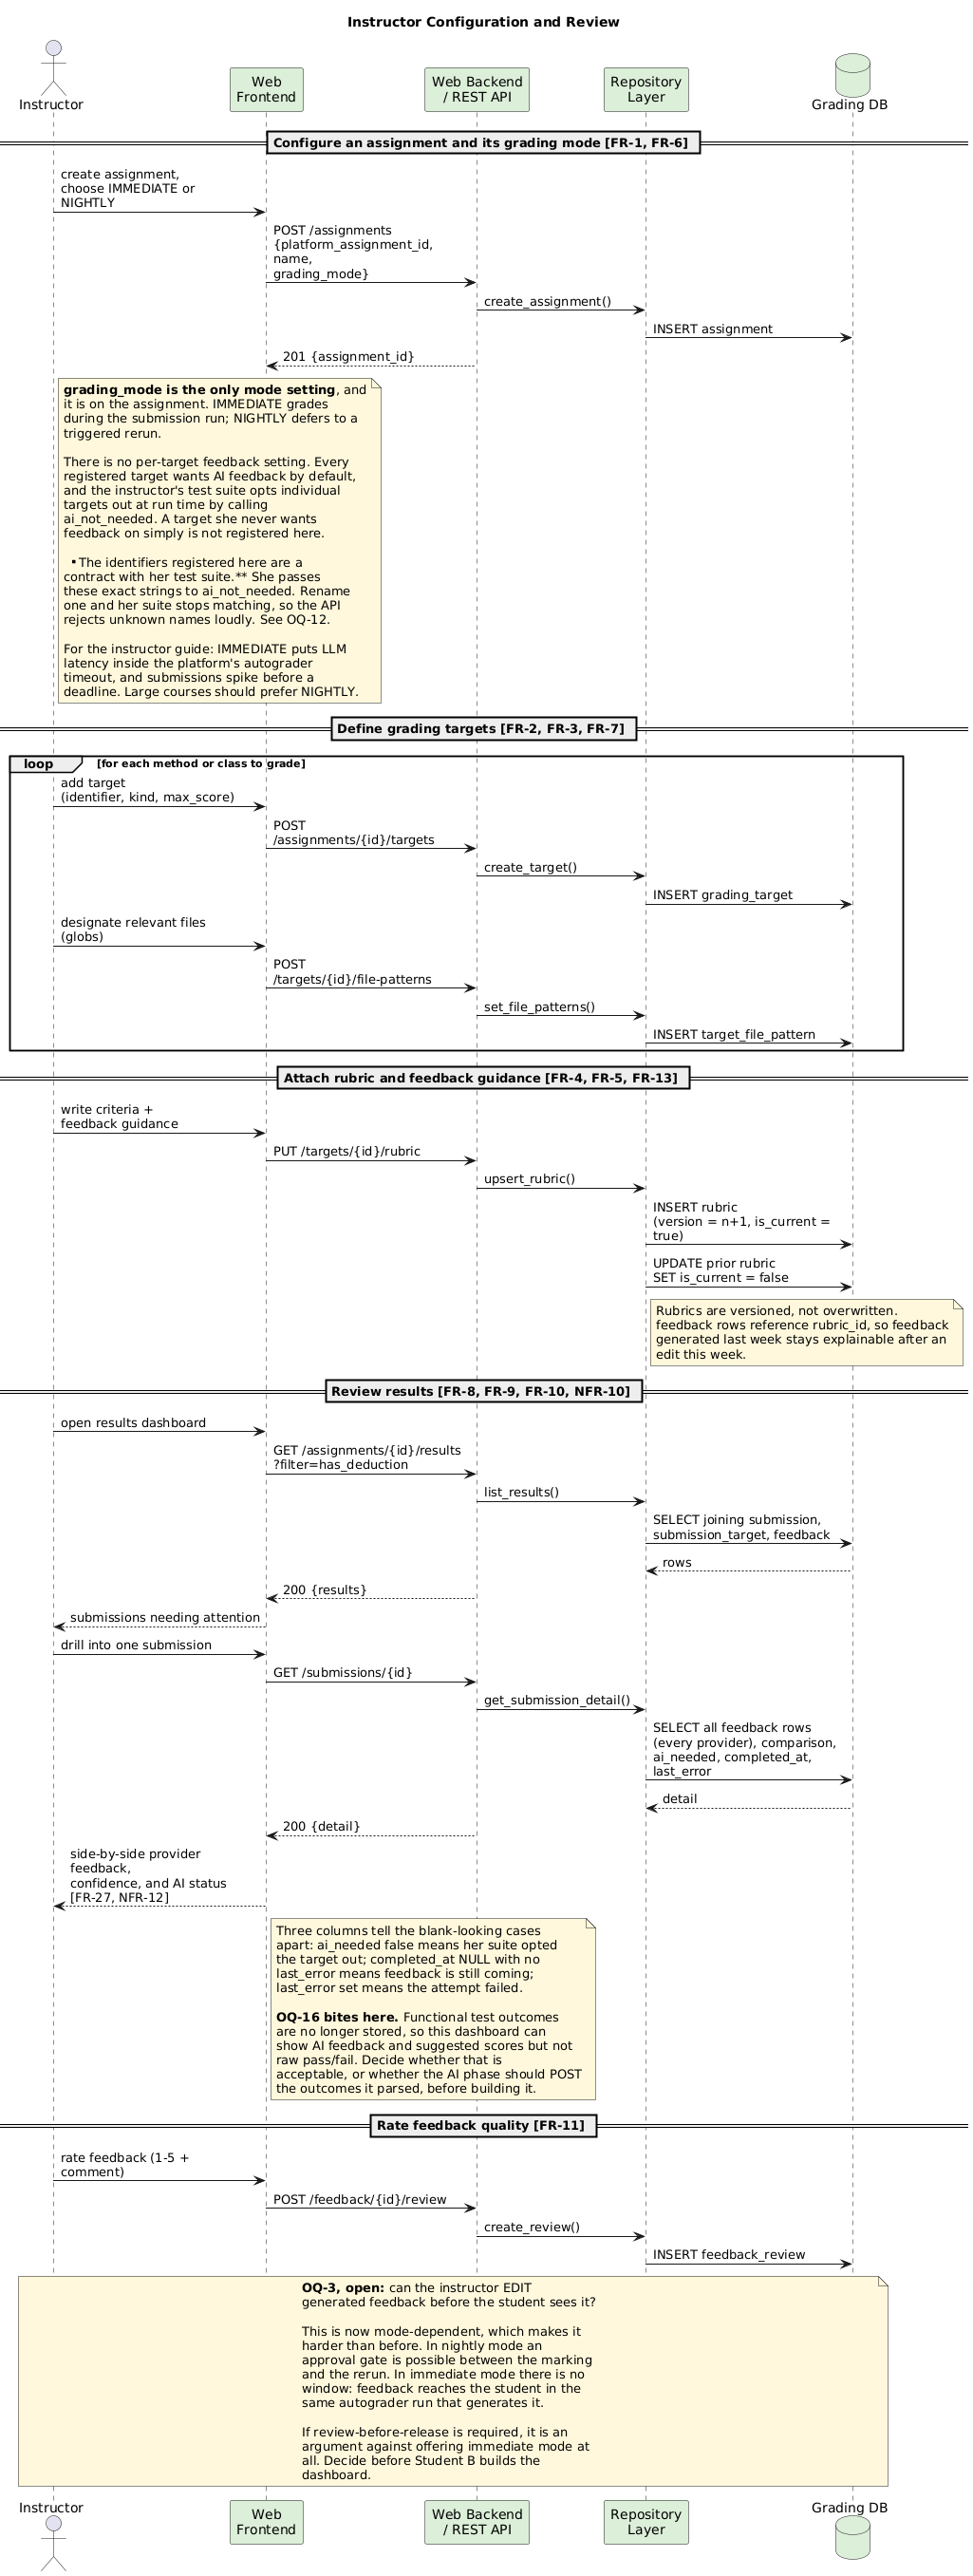 Instructor Configuration and Review
Instructor
Web
Frontend
Web Backend
/ REST API
Repository
Layer
Grading DB
Configure an assignment and its grading mode [FR-1, FR-6]
create assignment,
choose IMMEDIATE or
NIGHTLY
POST /assignments
{platform_assignment_id,
name,
grading_mode}
create_assignment()
INSERT assignment
201 {assignment_id}
grading_mode is the only mode setting, and
it is on the assignment. IMMEDIATE grades
during the submission run; NIGHTLY defers to a
triggered rerun.
There is no per-target feedback setting. Every
registered target wants AI feedback by default,
and the instructor's test suite opts individual
targets out at run time by calling
ai_not_needed. A target she never wants
feedback on simply is not registered here.
• The identifiers registered here are a
contract with her test suite.** She passes
these exact strings to ai_not_needed. Rename
one and her suite stops matching, so the API
rejects unknown names loudly. See OQ-12.
For the instructor guide: IMMEDIATE puts LLM
latency inside the platform's autograder
timeout, and submissions spike before a
deadline. Large courses should prefer NIGHTLY.
Define grading targets [FR-2, FR-3, FR-7]
loop [for each method or class to grade]
add target
(identifier, kind, max_score)
POST
/assignments/{id}/targets
create_target()
INSERT grading_target
designate relevant files
(globs)
POST
/targets/{id}/file-patterns
set_file_patterns()
INSERT target_file_pattern
Attach rubric and feedback guidance [FR-4, FR-5, FR-13]
write criteria +
feedback guidance
PUT /targets/{id}/rubric
upsert_rubric()
INSERT rubric
(version = n+1, is_current =
true)
UPDATE prior rubric
SET is_current = false
Rubrics are versioned, not overwritten.
feedback rows reference rubric_id, so feedback
generated last week stays explainable after an
edit this week.
Review results [FR-8, FR-9, FR-10, NFR-10]
open results dashboard
GET /assignments/{id}/results
?filter=has_deduction
list_results()
SELECT joining submission,
submission_target, feedback
rows
200 {results}
submissions needing attention
drill into one submission
GET /submissions/{id}
get_submission_detail()
SELECT all feedback rows
(every provider), comparison,
ai_needed, completed_at,
last_error
detail
200 {detail}
side-by-side provider
feedback,
confidence, and AI status
[FR-27, NFR-12]
Three columns tell the blank-looking cases
apart: ai_needed false means her suite opted
the target out; completed_at NULL with no
last_error means feedback is still coming;
last_error set means the attempt failed.
OQ-16 bites here. Functional test outcomes
are no longer stored, so this dashboard can
show AI feedback and suggested scores but not
raw pass/fail. Decide whether that is
acceptable, or whether the AI phase should POST
the outcomes it parsed, before building it.
Rate feedback quality [FR-11]
rate feedback (1-5 +
comment)
POST /feedback/{id}/review
create_review()
INSERT feedback_review
OQ-3, open: can the instructor EDIT
generated feedback before the student sees it?
This is now mode-dependent, which makes it
harder than before. In nightly mode an
approval gate is possible between the marking
and the rerun. In immediate mode there is no
window: feedback reaches the student in the
same autograder run that generates it.
If review-before-release is required, it is an
argument against offering immediate mode at
all. Decide before Student B builds the
dashboard.
Instructor
Web
Frontend
Web Backend
/ REST API
Repository
Layer
Grading DB